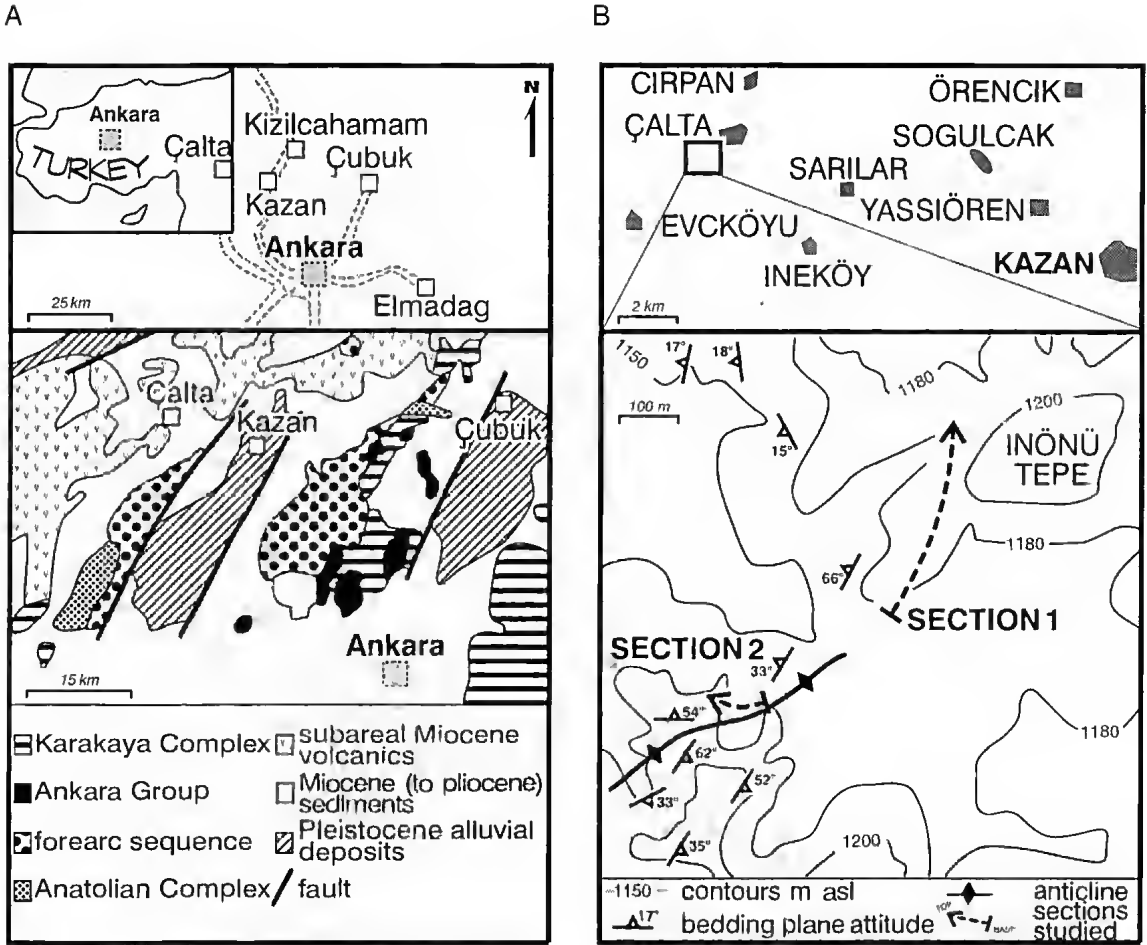 A
B
N
Ankara
TURKEY
Çalta
Kizilcahamam
Çubuk
Kazan
Ankara
Elmadag
25 km
Çalta
Kazan
Çubuk
Ankara
15 km
Karakaya Complex
Ankara Group
forearc sequence
Anatolian Complex
subareal Miocene
volcanics
Miocene (to pliocene)
sediments
Pleistocene alluvial
deposits
fault
CIRPAN
ÖRENCIK
ÇALTA
SOGULCAK
SARILAR
YASSIÖREN
EVCKÖYU
INEKÖY
KAZAN
2 km
1150
17°
18°
1180
100 m
1200
15°
INÖNÜ
TEPE
1180
66°
SECTION 1
SECTION 2
33°
54°
1180
62°
52°
33°
35°
1200
1150
contours m asl
17°
bedding plane attitude
anticline
TOP
sections
studied